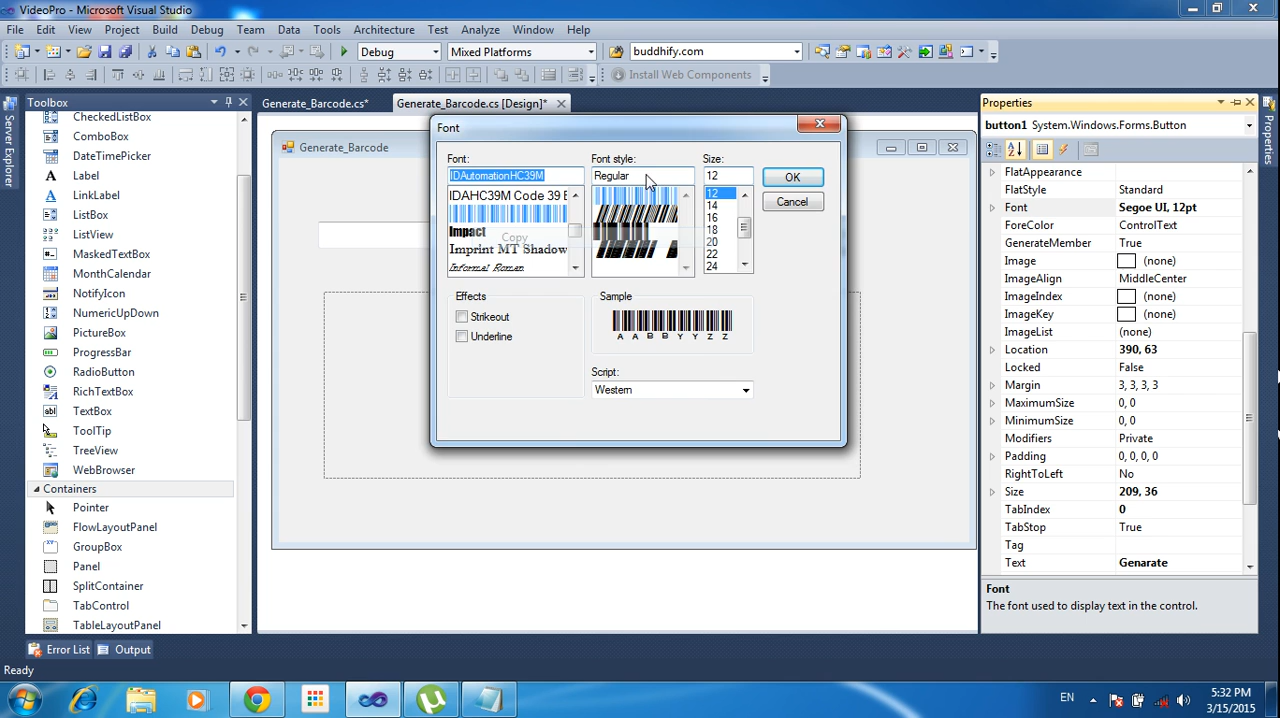 VideoPro - Microsoft Visual Studio
File Edit View Project Build Debug Team Data Tools Architecture Test Analyze Window Help
Debug Mixed Platforms buddhify.com
Install Web Components
Server Explorer
Toolbox
CheckedListBox
ComboBox
DateTimePicker
Label
LinkLabel
ListBox
ListView
MaskedTextBox
MonthCalendar
NotifyIcon
NumericUpDown
PictureBox
ProgressBar
RadioButton
RichTextBox
TextBox
ToolTip
TreeView
WebBrowser
Containers
Pointer
FlowLayoutPanel
GroupBox
Panel
SplitContainer
TabControl
TableLayoutPanel
Generate_Barcode.cs* Generate_Barcode.cs [Design]*
Generate_Barcode
Font
Font: Font style: Size:
IDAutomationHC39M Regular 12
OK
Cancel
IDAHC39M Code 39 B
Impact
Imprint MT Shadow
Informal Roman
Copy
12
14
16
18
20
22
24
Effects
Strikeout
Underline
Sample
A A B B Y Y Z Z
Script:
Western
Properties
button1 System.Windows.Forms.Button
FlatAppearance
FlatStyle Standard
Font Segoe UI, 12pt
ForeColor ControlText
GenerateMember True
Image (none)
ImageAlign MiddleCenter
ImageIndex (none)
ImageKey (none)
ImageList (none)
Location 390, 63
Locked False
Margin 3, 3, 3, 3
MaximumSize 0, 0
MinimumSize 0, 0
Modifiers Private
Padding 0, 0, 0, 0
RightToLeft No
Size 209, 36
TabIndex 0
TabStop True
Tag
Text Genarate
Font
The font used to display text in the control.
Properties
Error List Output
Ready
EN
5:32 PM
3/15/2015